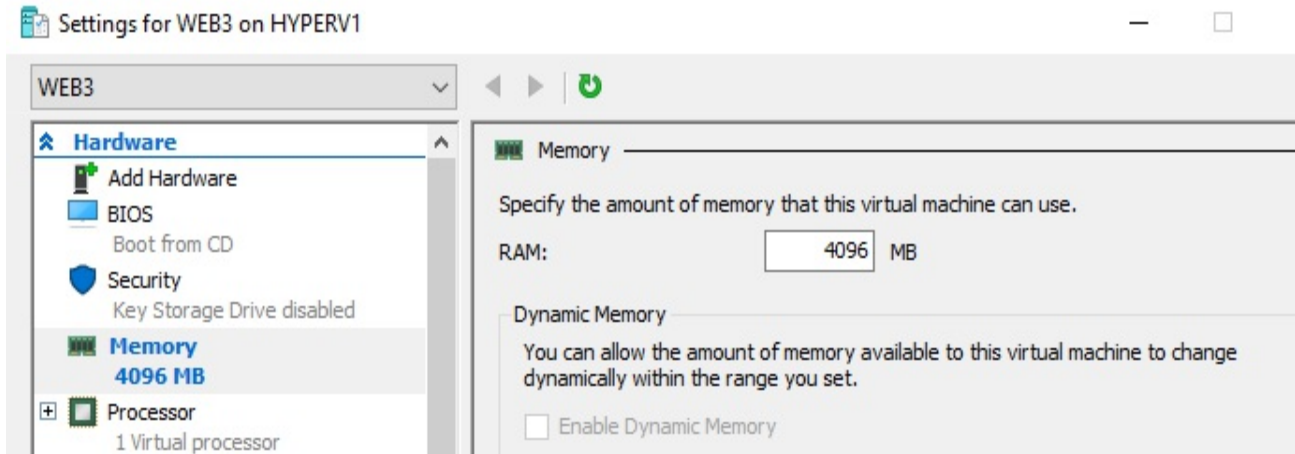 Settings for WEB3 on HYPERV1
WEB3
Hardware
Add Hardware
BIOS
Boot from CD
Security
Key Storage Drive disabled
Memory
4096 MB
Processor
1 Virtual processor
Memory
Specify the amount of memory that this virtual machine can use.
RAM: 4096 MB
Dynamic Memory
You can allow the amount of memory available to this virtual machine to change
dynamically within the range you set.
Enable Dynamic Memory